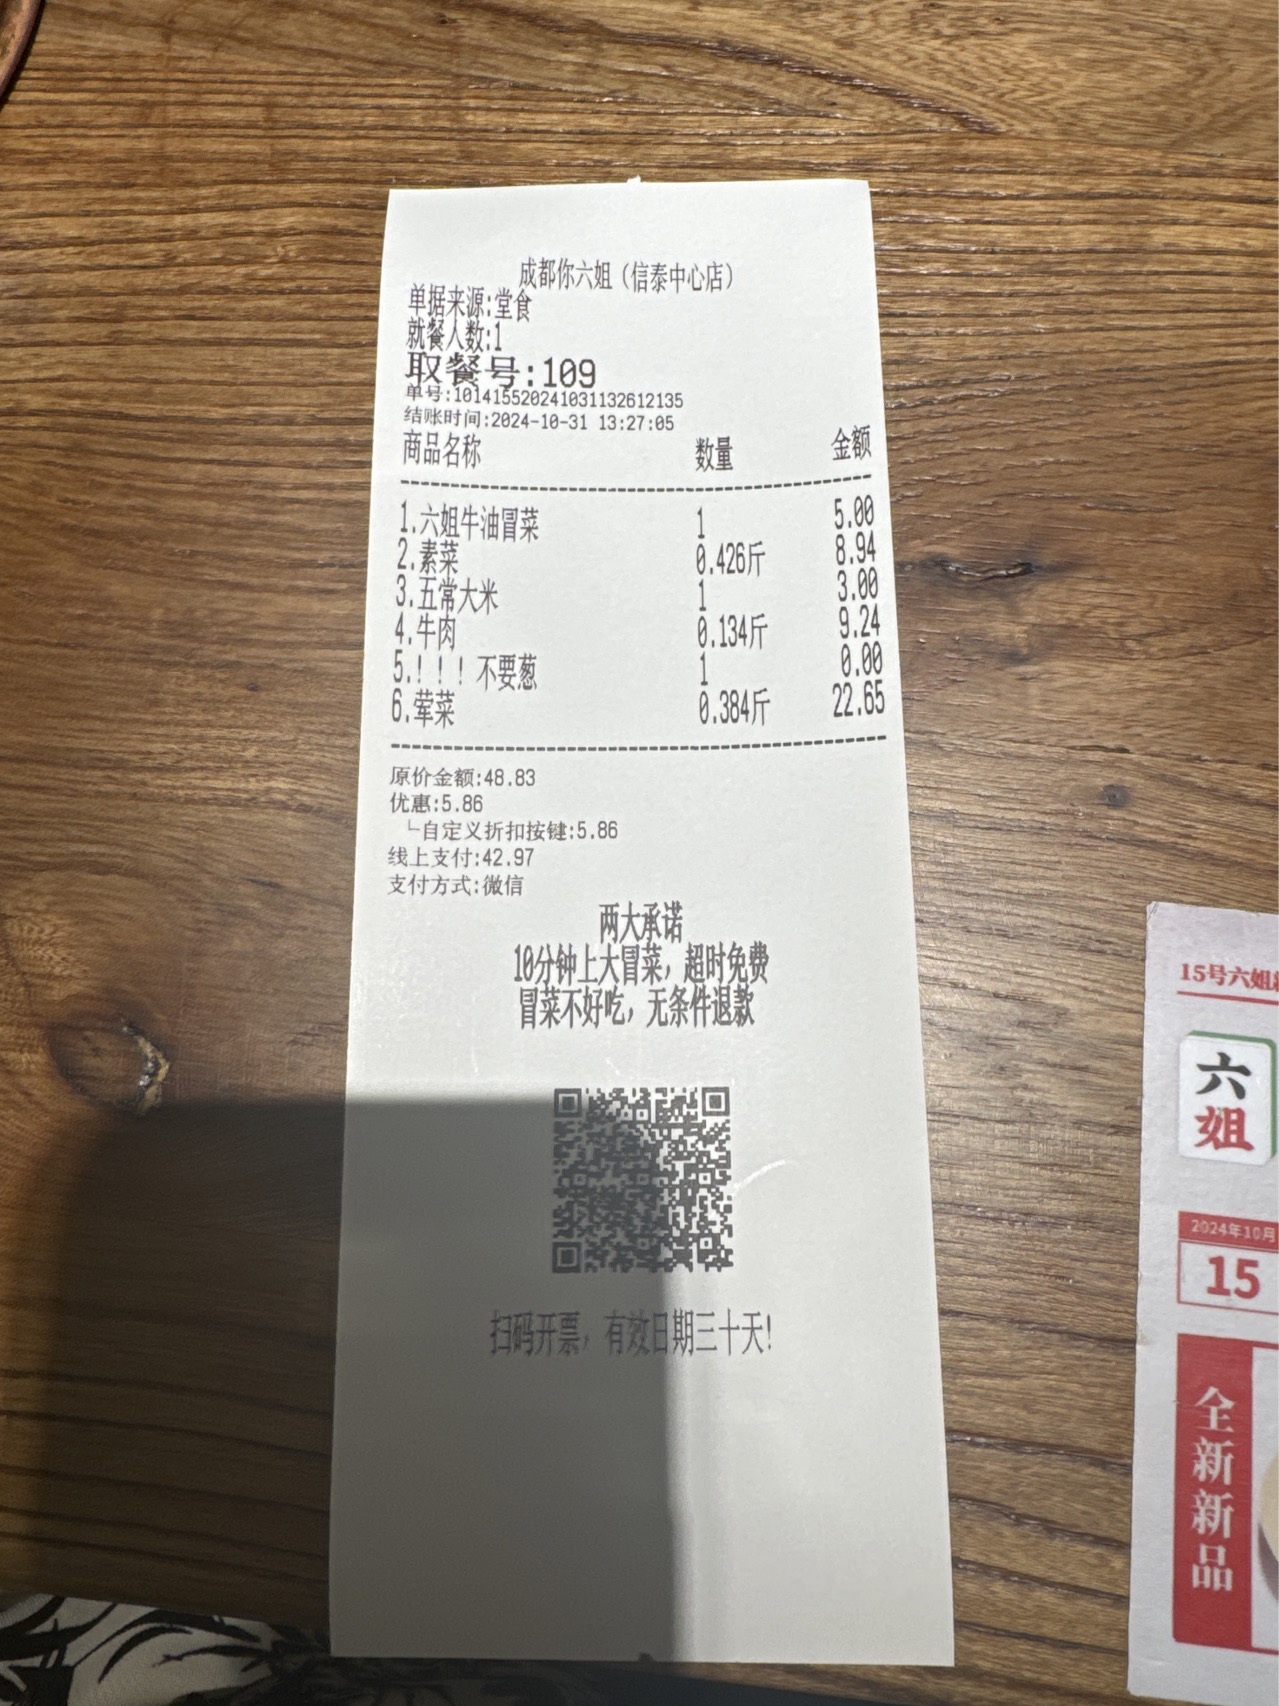 成都你六姐（信泰中心店）
单据来源:堂食
就餐人数:1
取餐号:109
单号:1014155202410311326​12135
结账时间:2024-10-31 13:27:05
商品名称 数量 金额
1.六姐牛油冒菜 1 5.00
2.素菜 0.426斤 8.94
3.五常大米 1 3.00
4.牛肉 0.134斤 9.24
5.！！！不要葱 1 0.00
6.荤菜 0.384斤 22.65
原价金额:48.83
优惠:5.86
└自定义折扣按键:5.86
线上支付:42.97
支付方式:微信
两大承诺
10分钟上大冒菜，超时免费
冒菜不好吃，无条件退款
扫码开票，有效日期三十天!
15号六姐
六姐
2024年10月
15
全新新品